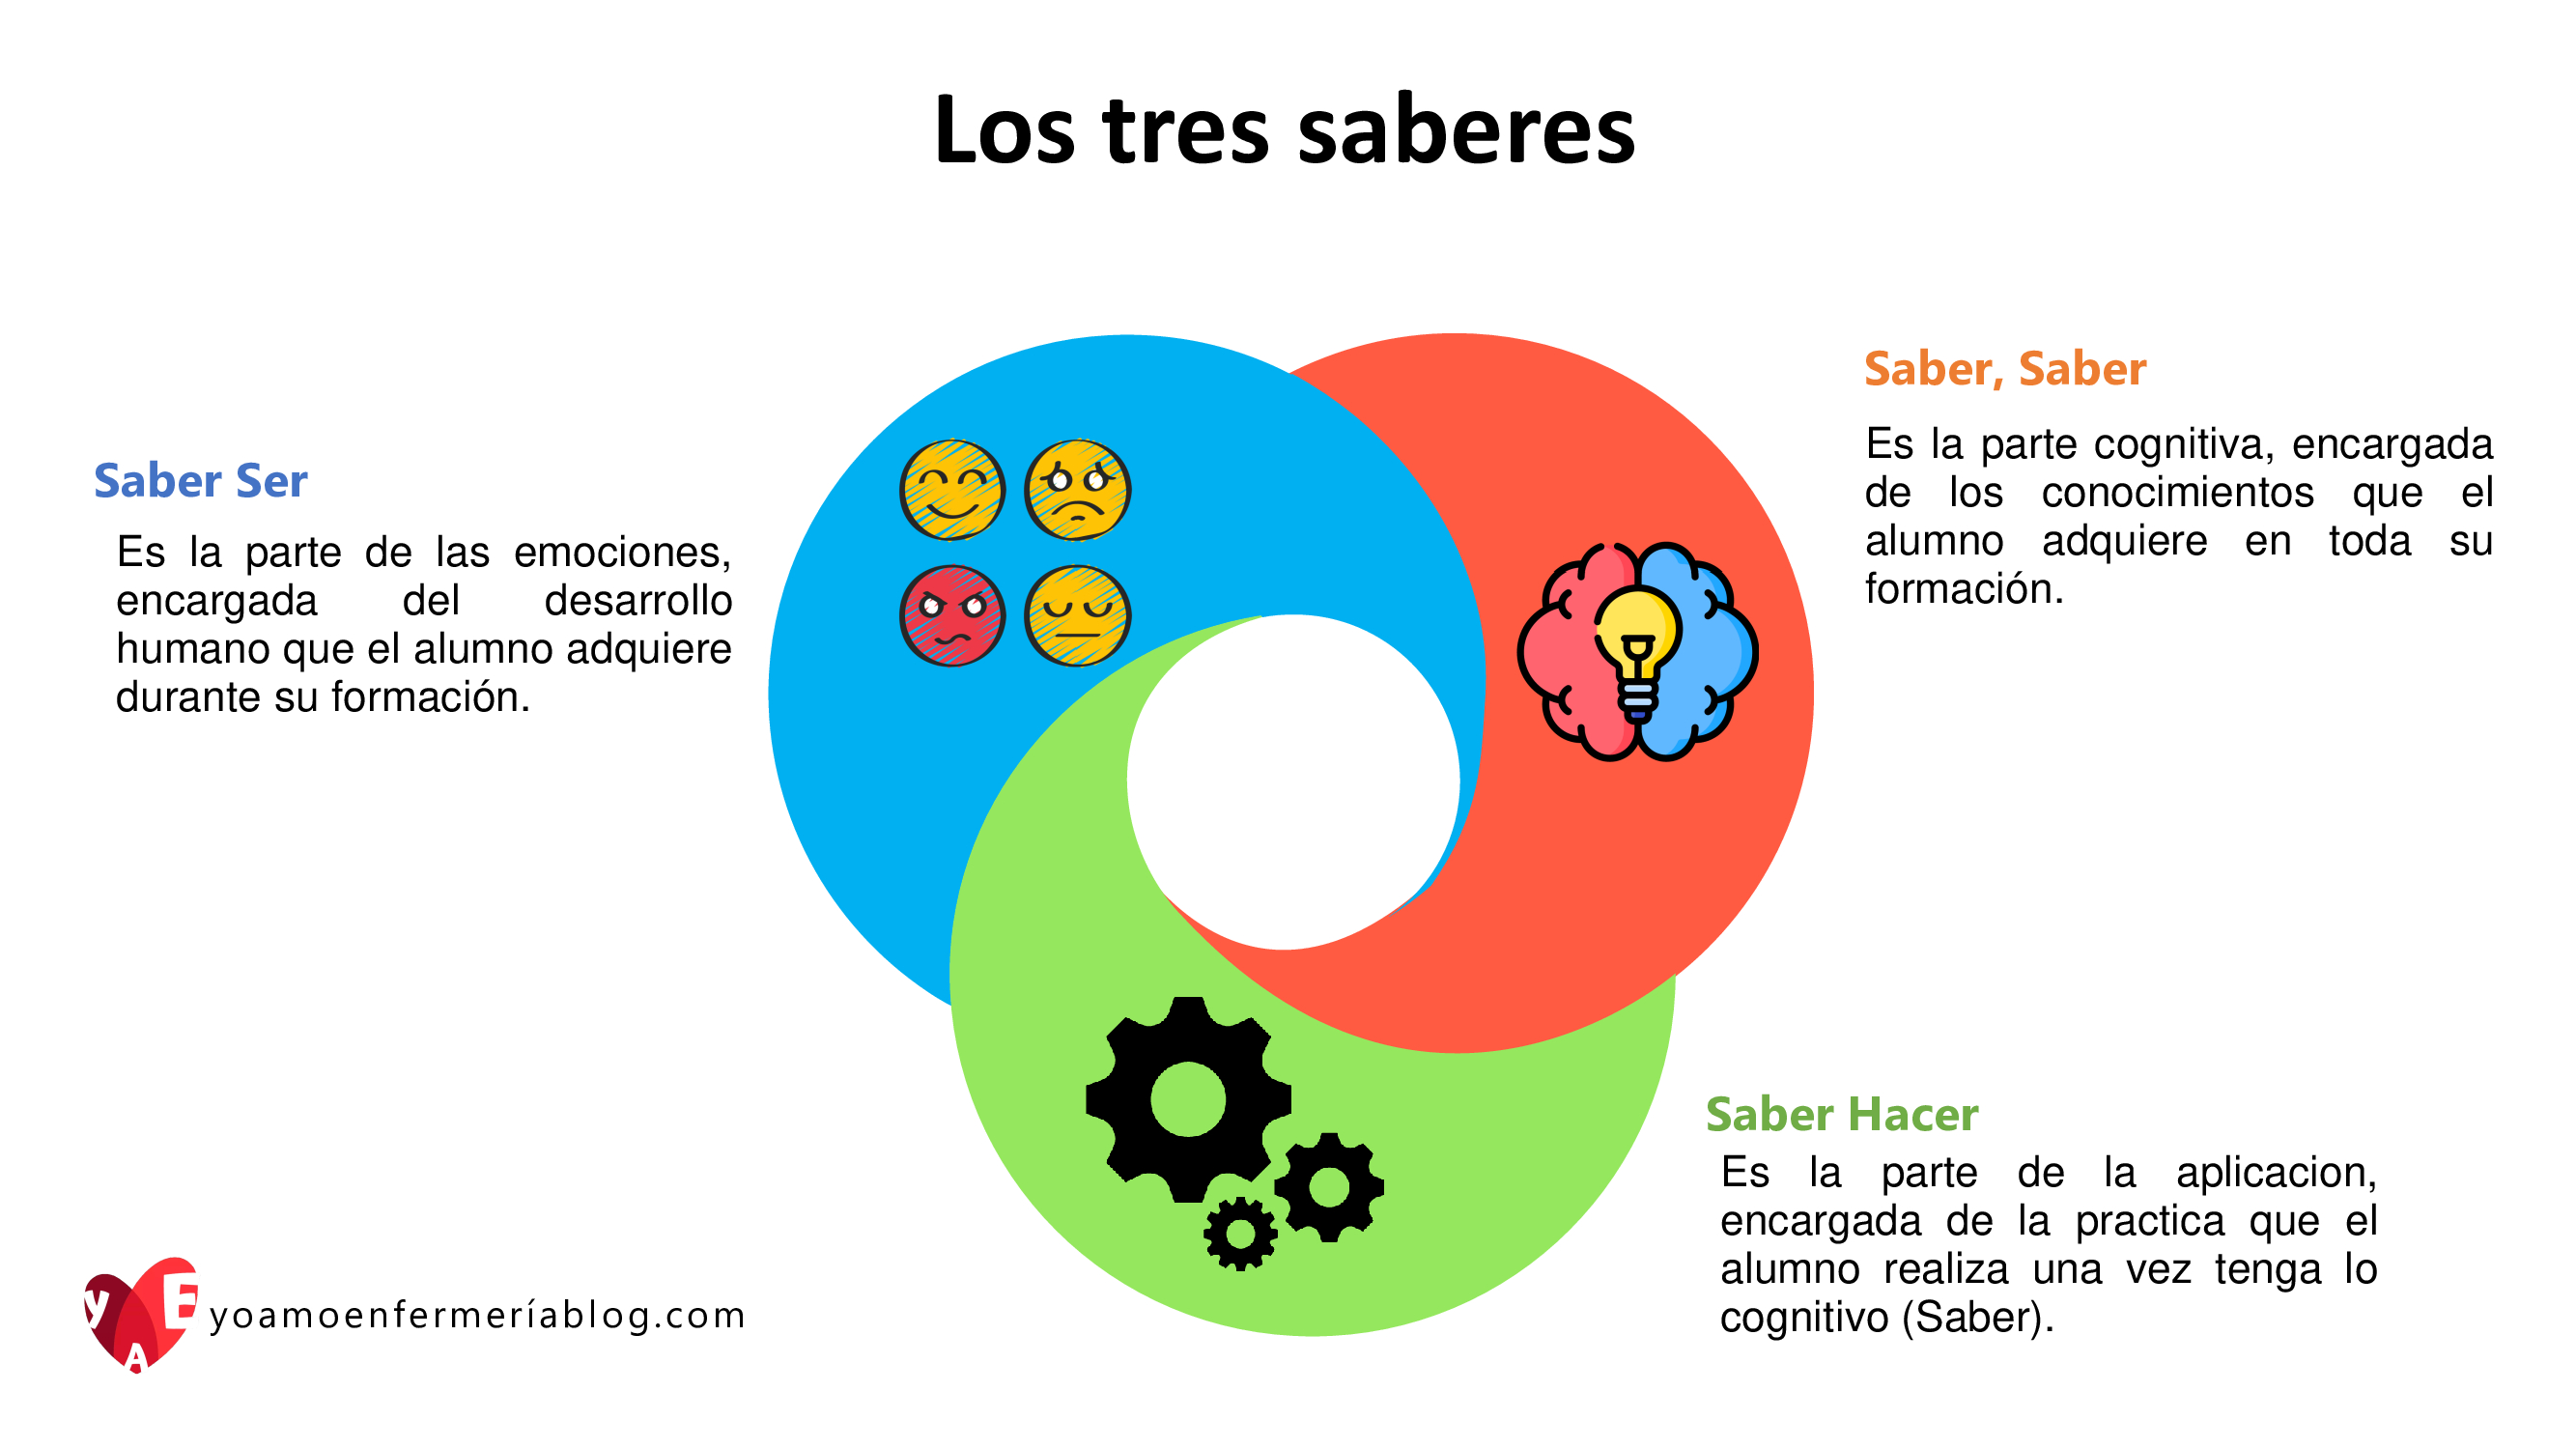 Los tres saberes
Saber Ser
Es la parte de las emociones,
encargada del desarrollo
humano que el alumno adquiere
durante su formación.
Saber, Saber
Es la parte cognitiva, encargada
de los conocimientos que el
alumno adquiere en toda su
formación.
Saber Hacer
Es la parte de la aplicacion,
encargada de la practica que el
alumno realiza una vez tenga lo
cognitivo (Saber).
y A E
yoamoenfermeríablog.com